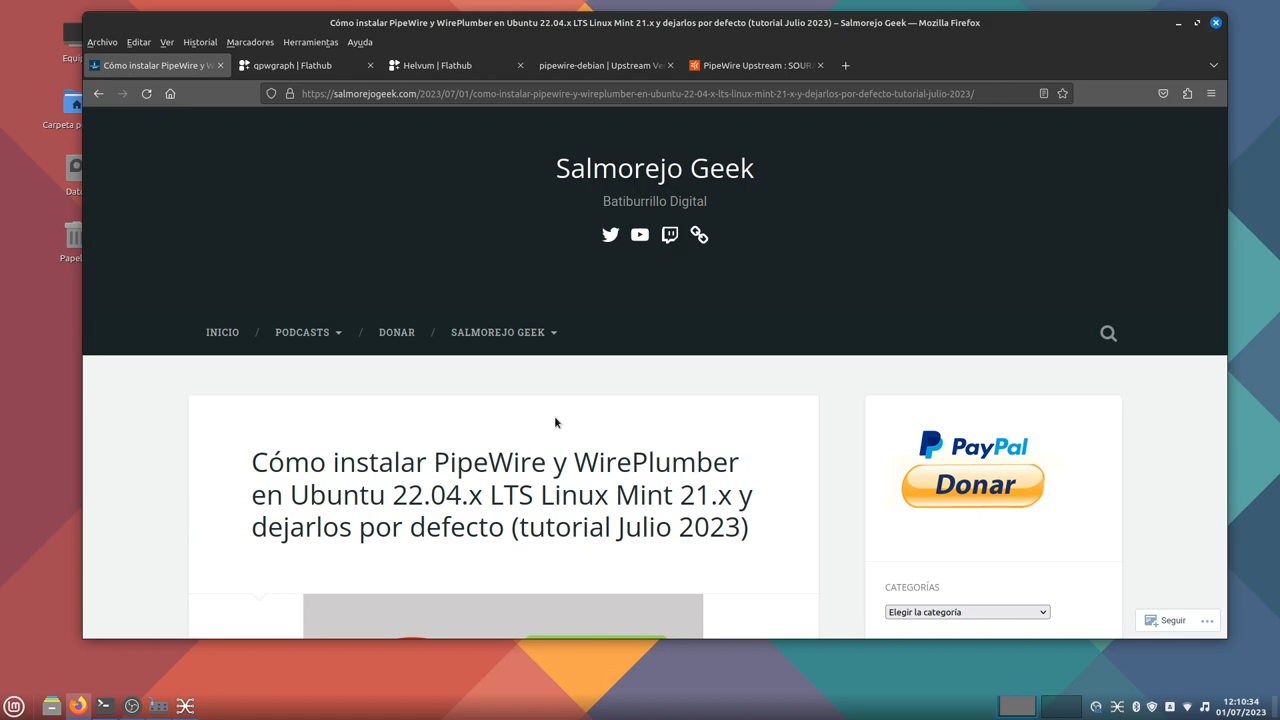 Cómo instalar PipeWire y WirePlumber en Ubuntu 22.04.x LTS Linux Mint 21.x y dejarlos por defecto (tutorial Julio 2023) – Salmorejo Geek — Mozilla Firefox
Archivo Editar Ver Historial Marcadores Herramientas Ayuda
Cómo instalar PipeWire y W
qpwgraph | Flathub
Helvum | Flathub
pipewire-debian | Upstream Ve
PipeWire Upstream : SOUR
https://salmorejogeek.com/2023/07/01/como-instalar-pipewire-y-wireplumber-en-ubuntu-22-04-x-lts-linux-mint-21-x-y-dejarlos-por-defecto-tutorial-julio-2023/
Equi
Carpeta p
Dat
Papel
Salmorejo Geek
Batiburrillo Digital
INICIO / PODCASTS / DONAR / SALMOREJO GEEK
Cómo instalar PipeWire y WirePlumber
en Ubuntu 22.04.x LTS Linux Mint 21.x y
dejarlos por defecto (tutorial Julio 2023)
PayPal
Donar
CATEGORÍAS
Elegir la categoría
Seguir
12:10:34
01/07/2023